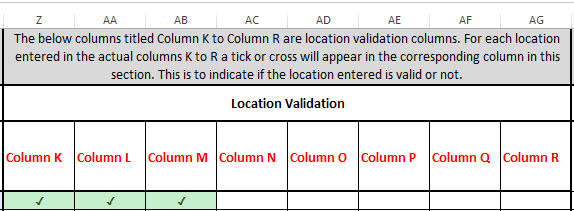 Z AA AB AC AD AE AF AG
The below columns titled Column K to Column R are location validation columns. For each location
entered in the actual columns K to R a tick or cross will appear in the corresponding column in this
section. This is to indicate if the location entered is valid or not.
Location Validation
Column K Column L Column M Column N Column O Column P Column Q Column R
✓ ✓ ✓